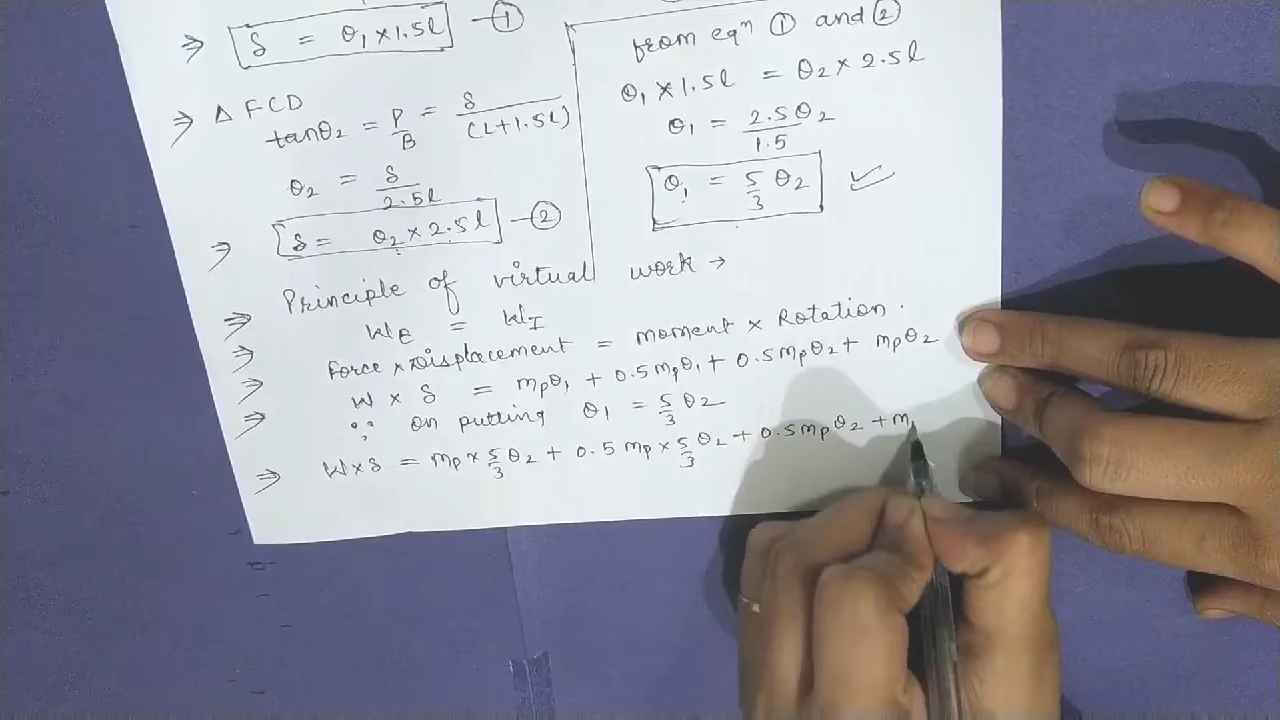 ⇒ δ = θ₁ × 1.5l — ①
⇒ △ FCD
tanθ₂ = P/B = δ/(L+1.5l)
θ₂ = δ/2.5l
⇒ δ = θ₂ × 2.5l — ②
from eqⁿ ① and ②
θ₁ × 1.5l = θ₂ × 2.5l
θ₁ = 2.5θ₂/1.5
θ₁ = 5/3 θ₂
Principle of virtual work →
⇒ WE = WI
⇒ Force × Displacement = moment × Rotation.
⇒ W × δ = mpθ₁ + 0.5mpθ₁ + 0.5mpθ₂ + mpθ₂
⇒ on putting θ₁ = 5/3 θ2
⇒ W×δ = mp × 5/3 θ₂ + 0.5 mp × 5/3 θ₂ + 0.5mpθ₂ + m